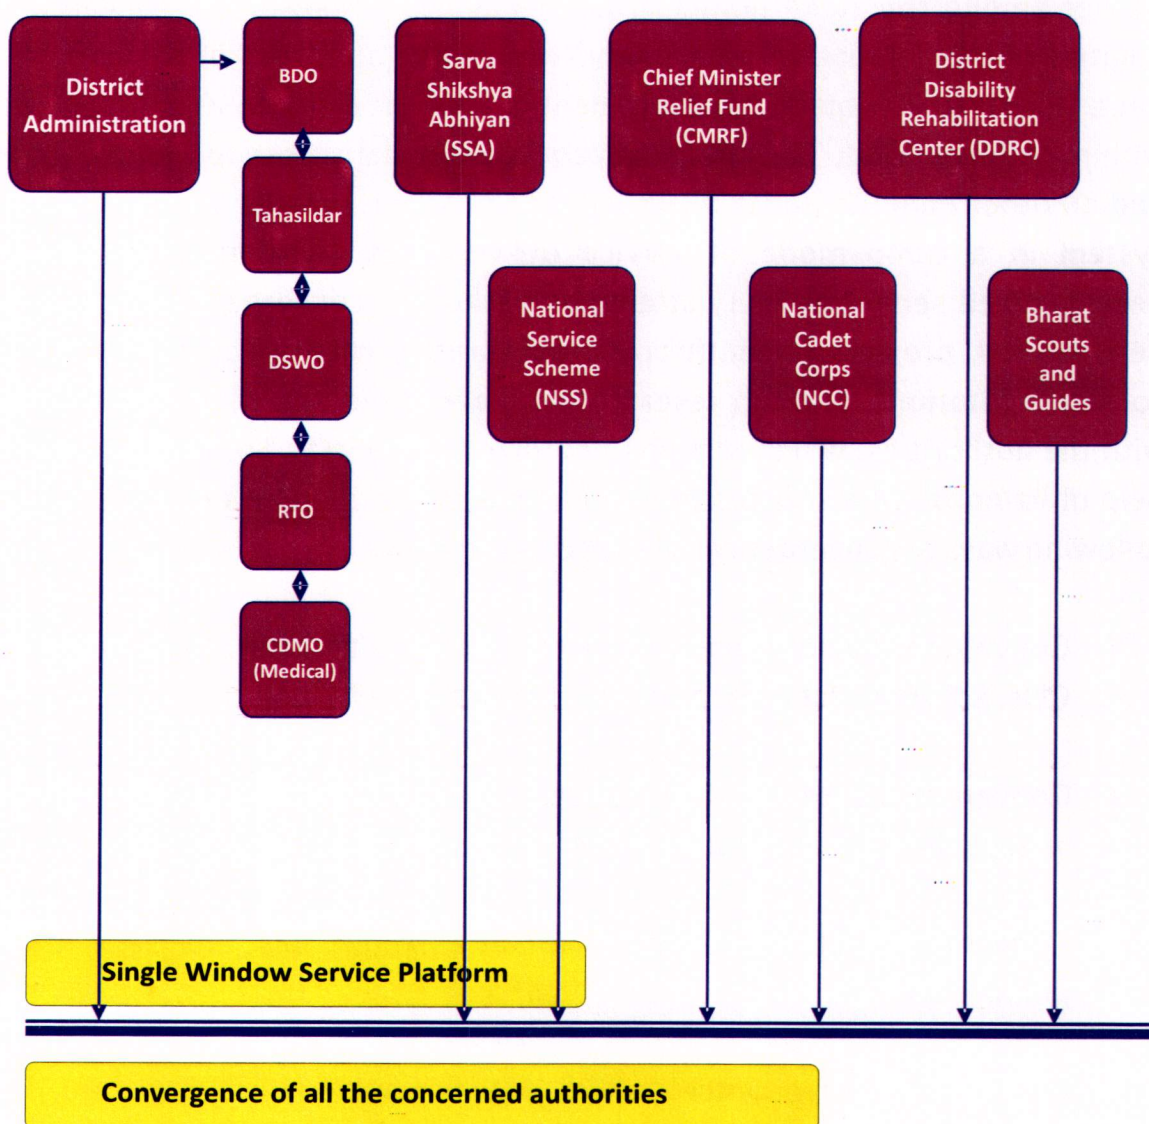 District
Administration
BDO
Sarva
Shikshya
Abhiyan
(SSA)
Chief Minister
Relief Fund
(CMRF)
District
Disability
Rehabilitation
Center (DDRC)
Tahasildar
DSWO
RTO
CDMO
(Medical)
National
Service
Scheme
(NSS)
National
Cadet
Corps
(NCC)
Bharat
Scouts
and
Guides
Single Window Service Platform
Convergence of all the concerned authorities